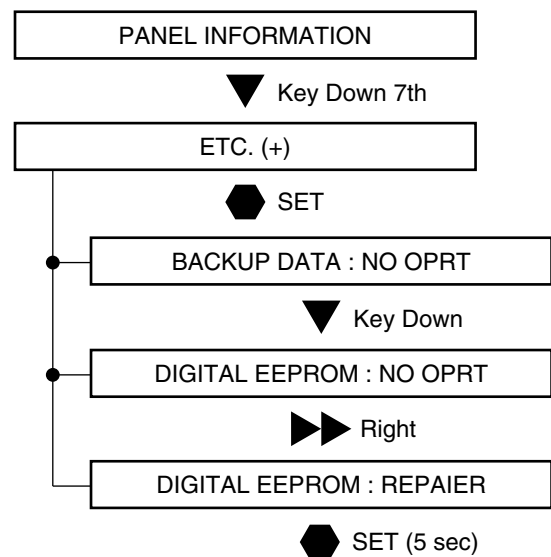 PANEL INFORMATION
Key Down 7th
ETC. (+)
SET
BACKUP DATA : NO OPRT
Key Down
DIGITAL EEPROM : NO OPRT
Right
DIGITAL EEPROM : REPAIER
SET (5 sec)